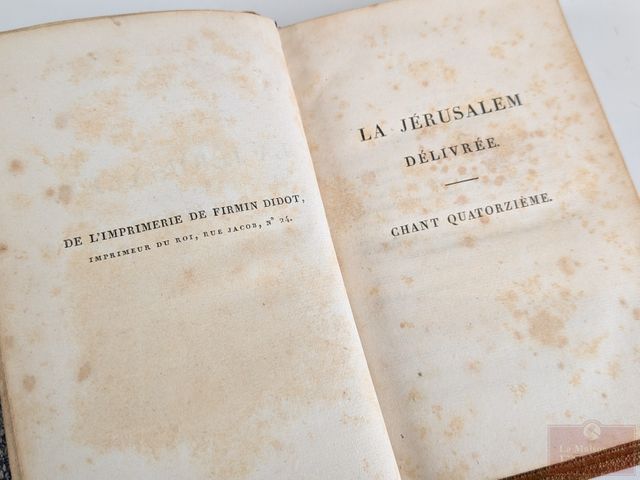 DE L'IMPRIMERIE DE FIRMIN DIDOT,
IMPRIMEUR DU ROI, RUE JACOB, N° 24.
LA JÉRUSALEM
DÉLIVRÉE.
CHANT QUATORZIÈME.